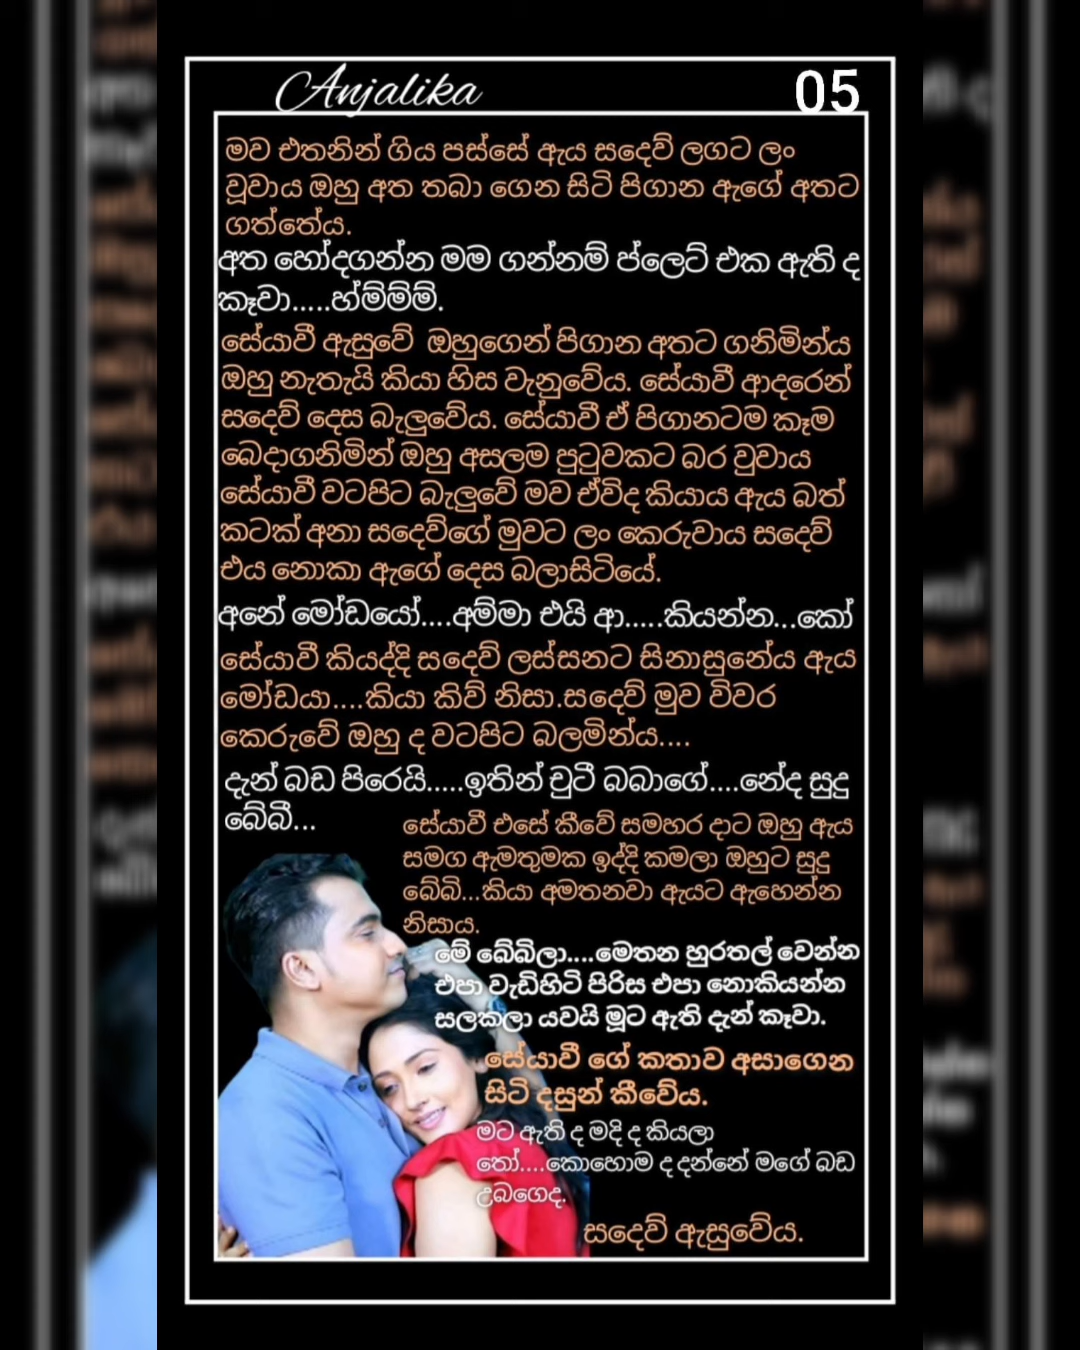 Anjalika
05
මව එතනින් ගිය පස්සේ ඇය සදෙව් ලගට ලං
වූවාය ඔහු අත තබා ගෙන සිටි පිගාන ඇගේ අතට
ගත්තේය.
අත හෝදගන්න මම ගන්නම් ප්ලෙට් එක ඇති ද
කෑවා.....හ්ම්ම්ම්.
සේයාවී ඇසුවේ ඔහුගෙන් පිගාන අතට ගනිමින්ය
ඔහු නැතැයි කියා හිස වැනුවේය. සේයාවී ආදරෙන්
සදෙව් දෙස බැලුවේය. සේයාවී ඒ පිගානටම කෑම
බෙදාගනිමින් ඔහු අසලම පුටුවකට බර වුවාය
සේයාවී වටපිට බැලුවේ මව ඒවිද කියාය ඇය බත්
කටක් අනා සදෙව්ගේ මුවට ලං කෙරුවාය සදෙව්
එය නොකා ඇගේ දෙස බලාසිටියේ.
අනේ මෝඩයෝ....අම්මා එයි ආ.....කියන්න...කෝ
සේයාවී කියද්දි සදෙව් ලස්සනට සිනාසුනේය ඇය
මෝඩයා....කියා කිව් නිසා.සදෙව් මුව විවර
කෙරුවේ ඔහු ද වටපිට බලමින්ය....
දැන් බඩ පිරෙයි.....ඉතින් චුටී බබාගේ....නේද සුදු
බේබී...
සේයාවී එසේ කීවේ සමහර දාට ඔහු ඇය
සමග ඇමතුමක ඉද්දි කමලා ඔහුට සුදු
බේබි...කියා අමතනවා ඇයට ඇහෙන්න
නිසාය.
මේ බේබිලා....මෙතන හුරතල් වෙන්න
එපා වැඩිහිටි පිරිස එපා නොකියන්න
සලකලා යවයි මූට ඇති දැන් කෑවා.
සේයාවී ගේ කතාව අසාගෙන
සිටි දසුන් කීවේය.
මට ඇති ද මදි ද කියලා
තෝ....කොහොම ද දන්නේ මගේ බඩ
උබගෙද.
සදෙව් ඇසුවේය.